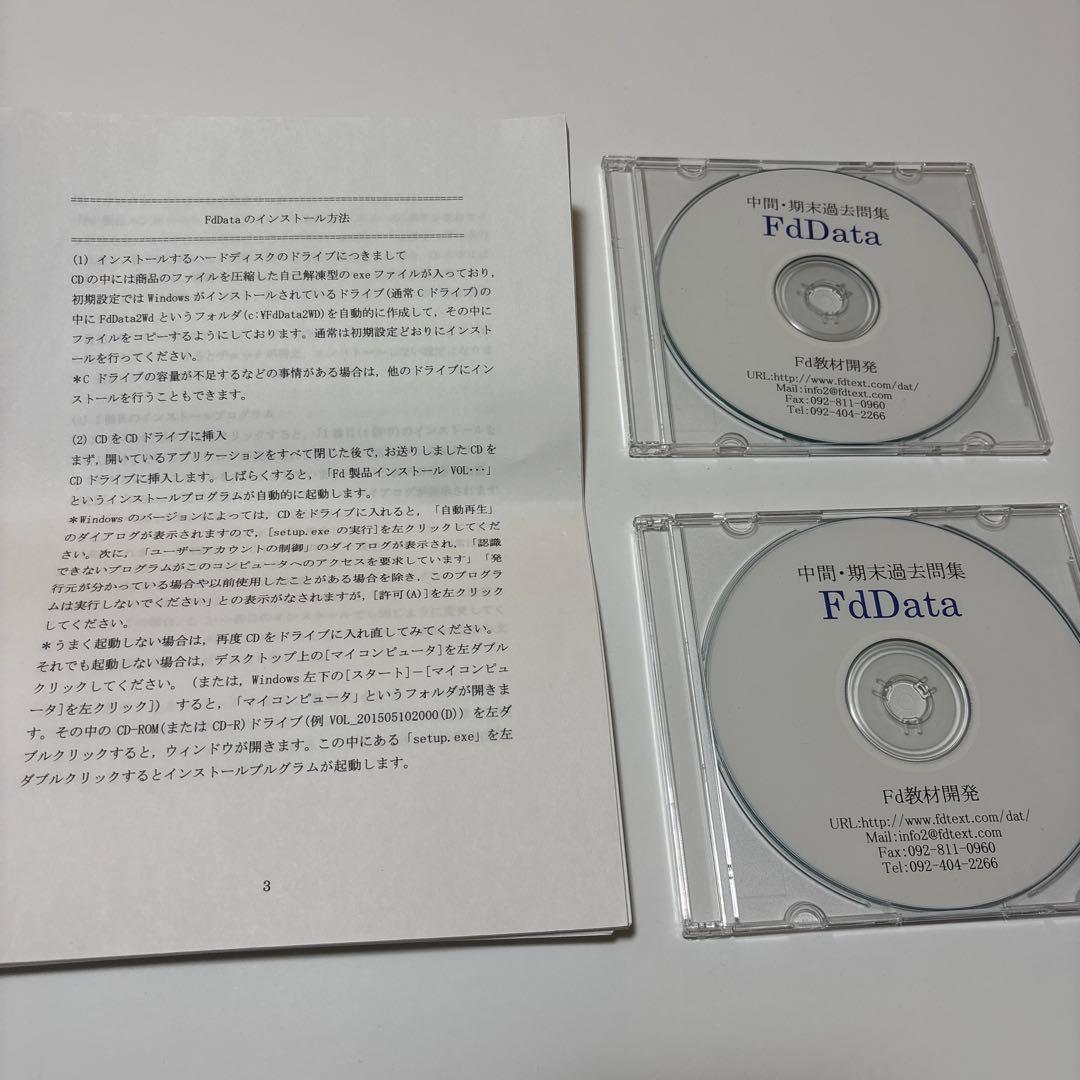 FdData のインストール方法
(1) インストールするハードディスクのドライブにつきまして
CD の中には商品のファイルを圧縮した自己解凍型の exe ファイルが入っており,
初期設定では Windows がインストールされているドライブ(通常 C ドライブ)の
中に FdData2Wd というフォルダ(c:¥FdData2WD)を自動的に作成して, その中に
ファイルをコピーするようにしております。通常は初期設定どおりにインスト
ールを行ってください。
＊C ドライブの容量が不足するなどの事情がある場合は, 他のドライブにイン
ストールを行うこともできます。
(2) CD を CD ドライブに挿入
まず, 開いているアプリケーションをすべて閉じた後で, お送りしました CD を
CD ドライブに挿入します。しばらくすると, 「Fd 製品インストール VOL･･･」
というインストールプログラムが自動的に起動します。
＊Windows のバージョンによっては, CD をドライブに入れると, 「自動再生」
のダイアログが表示されますので, [setup.exe の実行]を左クリックしてくだ
さい。次に, 「ユーザーアカウントの制御」のダイアログが表示され, 「認識
できないプログラムがこのコンピュータへのアクセスを要求しています」「発
行元が分かっている場合や以前使用したことがある場合を除き, このプログラ
ムは実行しないでください」との表示がなされますが, [許可(A)]を左クリック
してください。
＊うまく起動しない場合は, 再度 CD をドライブに入れ直してみてください。
それでも起動しない場合は, デスクトップ上の[マイコンピュータ]を左ダブル
クリックしてください。 (または, Windows 左下の[スタート]－[マイコンピュ
ータ]を左クリック]) すると, 「マイコンピュータ」というフォルダが開きま
す。その中の CD-ROM(または CD-R)ドライブ(例 VOL_201505102000(D)) を左ダ
ブルクリックすると, ウィンドウが開きます。この中にある「setup.exe」を左
ダブルクリックするとインストールプルグラムが起動します。
3
中間・期末過去問集
FdData
Fd教材開発
URL:http://www.fdtext.com/dat/
Mail:info2@fdtext.com
Fax:092-811-0960
Tel:092-404-2266
中間・期末過去問集
FdData
Fd教材開発
URL:http://www.fdtext.com/dat/
Mail:info2@fdtext.com
Fax:092-811-0960
Tel:092-404-2266